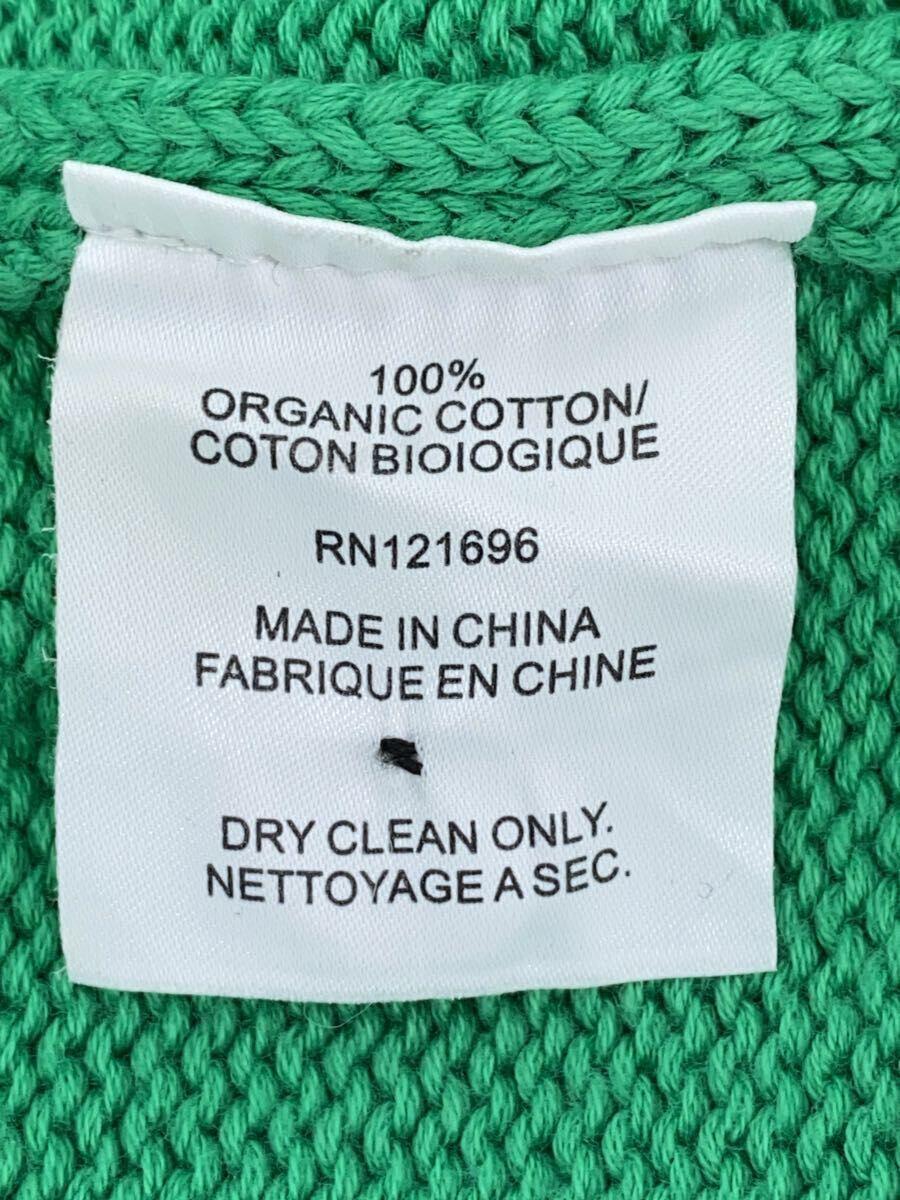 100%
ORGANIC COTTON/
COTON BIOIOGIQUE
RN121696
MADE IN CHINA
FABRIQUE EN CHINE
DRY CLEAN ONLY.
NETTOYAGE A SEC.